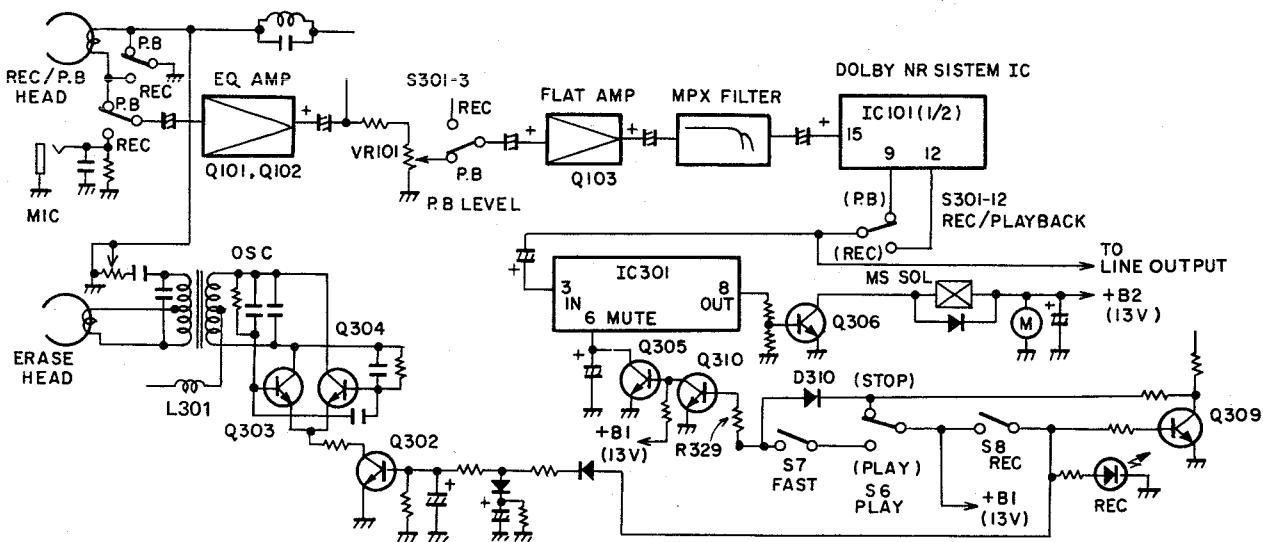 P.B
REC/P.B
HEAD
REC
P.B
REC
MIC
EQ AMP
Q101, Q102
VR101
S301-3
REC
P.B
P.B LEVEL
FLAT AMP
Q103
MPX FILTER
DOLBY NR SISTEM IC
IC101 (1/2)
15
9
12
(P.B)
(REC)
S301-12
REC/PLAYBACK
TO
LINE OUTPUT
OSC
ERASE
HEAD
L301
Q304
Q303
Q302
IC301
3
IN
8
OUT
6 MUTE
MS SOL
M
+B2
(13V)
Q306
Q305
Q310
+B1
(13V)
R329
D310
(STOP)
S7
FAST
(PLAY)
S6
PLAY
S8
REC
+B1
(13V)
Q309
REC